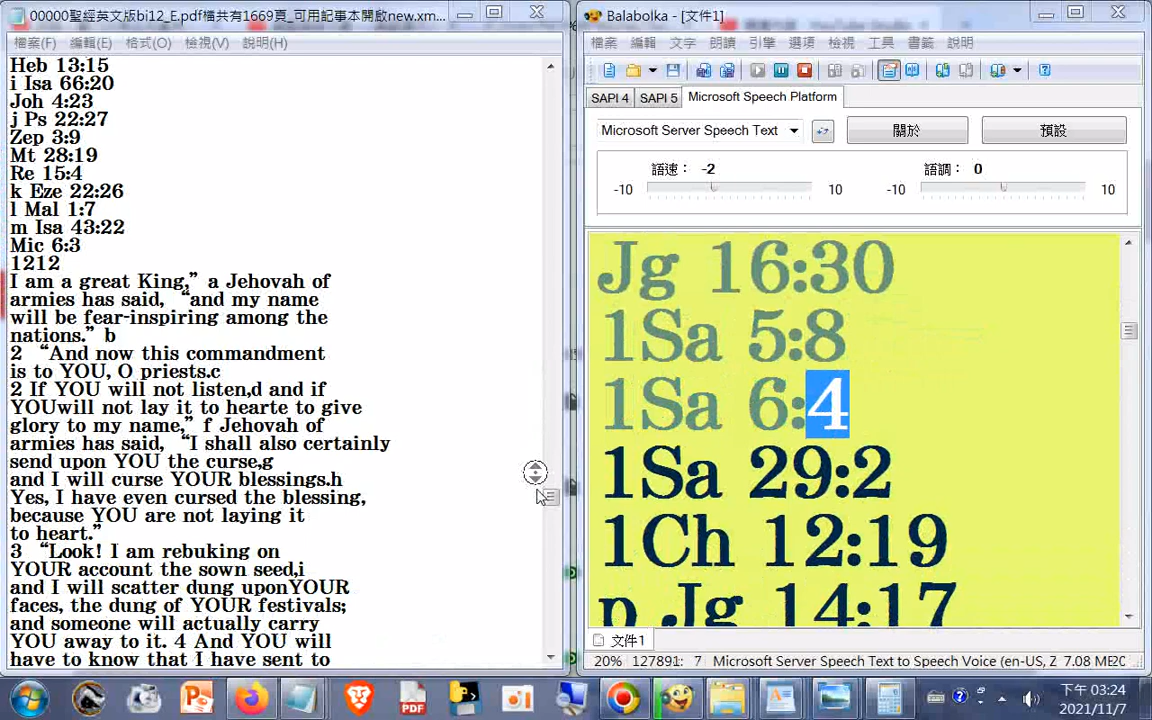 00000聖經英文版bi12_E.pdf檔共有1669頁_可用記事本開啟new.xm...
檔案(F) 編輯(E) 格式(O) 檢視(V) 說明(H)
Heb 13:15
i Isa 66:20
Joh 4:23
j Ps 22:27
Zep 3:9
Mt 28:19
Re 15:4
k Eze 22:26
l Mal 1:7
m Isa 43:22
Mic 6:3
1212
I am a great King,” a Jehovah of
armies has said, “and my name
will be fear-inspiring among the
nations.” b
2 “And now this commandment
is to YOU, O priests.c
2 If YOU will not listen,d and if
YOUwill not lay it to hearte to give
glory to my name,” f Jehovah of
armies has said, “I shall also certainly
send upon YOU the curse,g
and I will curse YOUR blessings.h
Yes, I have even cursed the blessing,
because YOU are not laying it
to heart.”
3 “Look! I am rebuking on
YOUR account the sown seed,i
and I will scatter dung uponYOUR
faces, the dung of YOUR festivals;
and someone will actually carry
YOU away to it. 4 And YOU will
have to know that I have sent to
Balabolka - [文件1]
檔案 編輯 文字 朗讀 引擎 選項 檢視 工具 書籤 說明
SAPI 4 SAPI 5 Microsoft Speech Platform
Microsoft Server Speech Text 關於 預設
語速： -2 語調： 0
-10 10 -10 10
Jg 16:30
1Sa 5:8
1Sa 6:4
1Sa 29:2
1Ch 12:19
p Jg 14:17
文件1
20% 127891: 7 Microsoft Server Speech Text to Speech Voice (en-US, Z 7.08 ME20
PDF
下午 03:24
2021/11/7